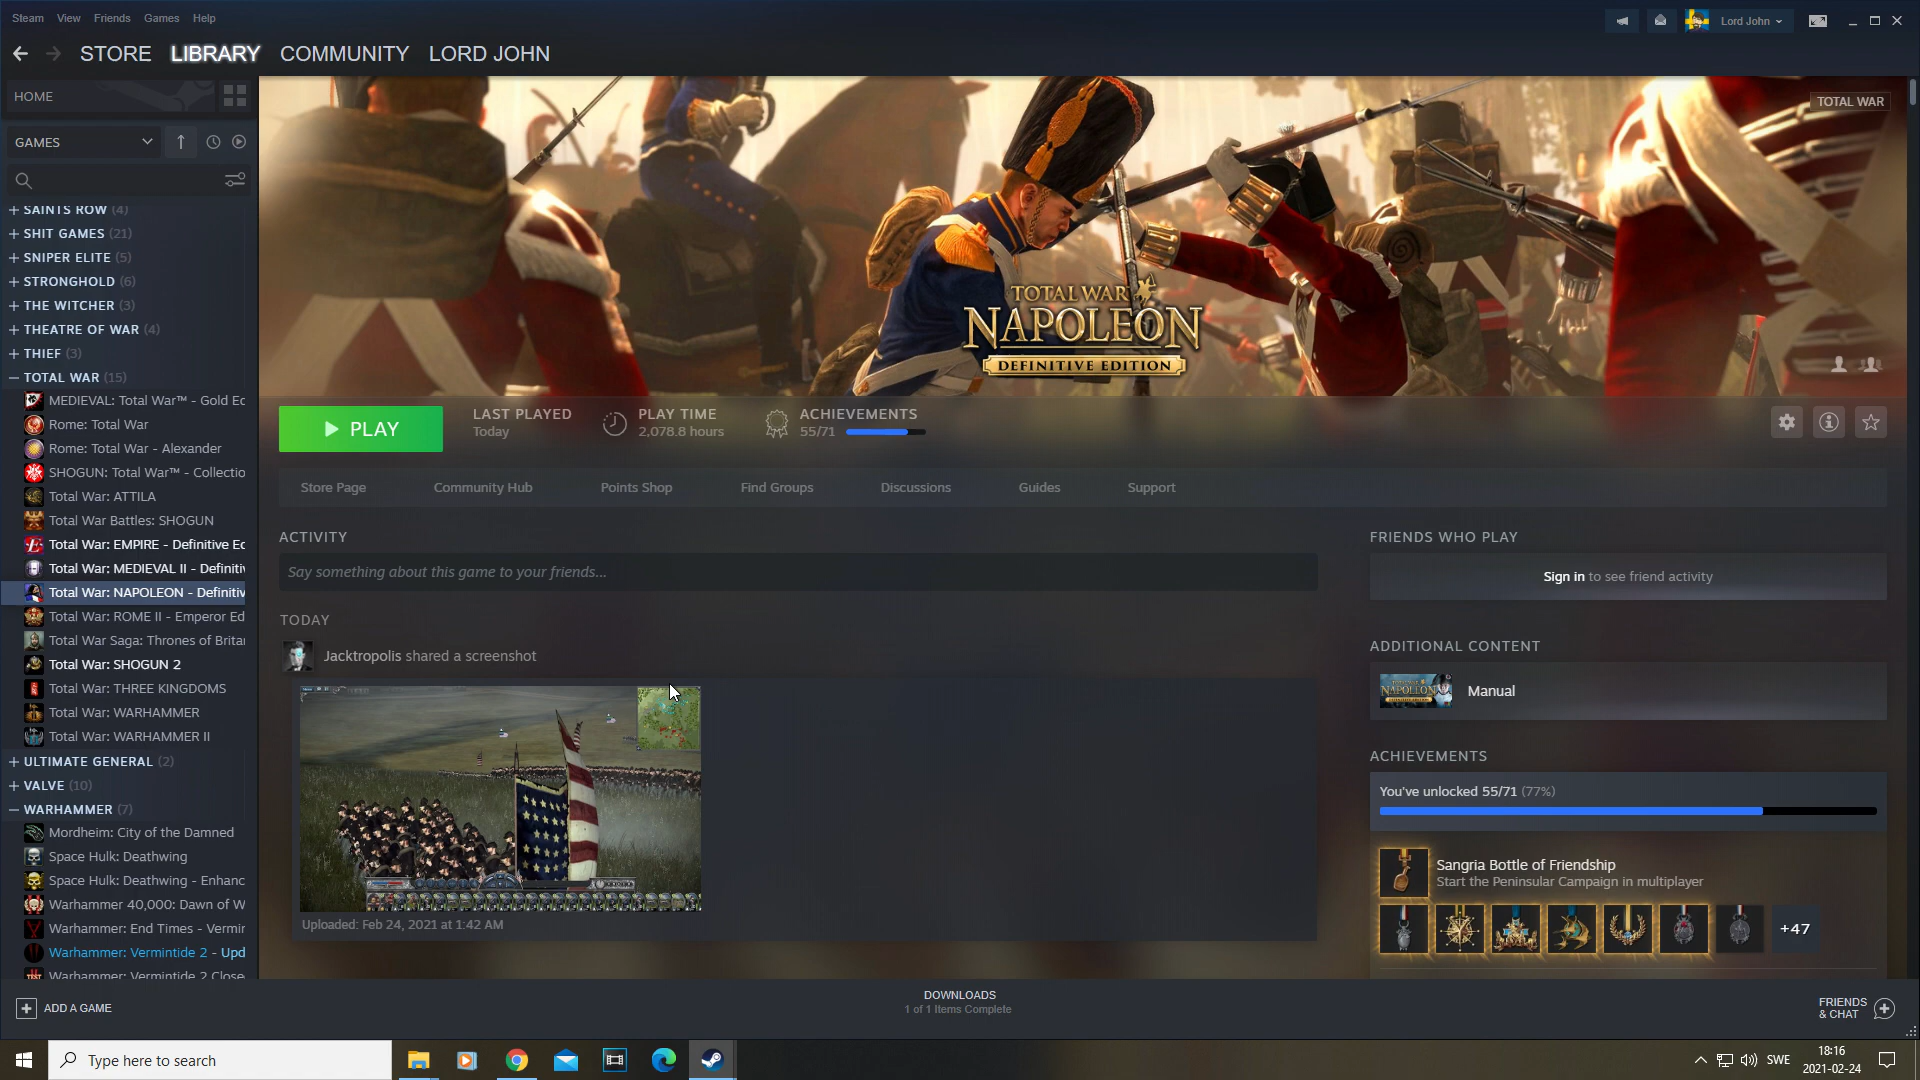 Steam View Friends Games Help
Lord John
STORE LIBRARY COMMUNITY LORD JOHN
HOME
GAMES
SAINTS ROW (4)
SHIT GAMES (21)
SNIPER ELITE (5)
STRONGHOLD (6)
THE WITCHER (3)
THEATRE OF WAR (4)
THIEF (3)
TOTAL WAR (15)
MEDIEVAL: Total War™ - Gold Ec
Rome: Total War
Rome: Total War - Alexander
SHOGUN: Total War™ - Collectio
Total War: ATTILA
Total War Battles: SHOGUN
Total War: EMPIRE - Definitive Ec
Total War: MEDIEVAL II - Definitiv
Total War: NAPOLEON - Definitiv
Total War: ROME II - Emperor Ed
Total War Saga: Thrones of Britar
Total War: SHOGUN 2
Total War: THREE KINGDOMS
Total War: WARHAMMER
Total War: WARHAMMER II
ULTIMATE GENERAL (2)
VALVE (10)
WARHAMMER (7)
Mordheim: City of the Damned
Space Hulk: Deathwing
Space Hulk: Deathwing - Enhanc
Warhammer 40,000: Dawn of W
Warhammer: End Times - Vermin
Warhammer: Vermintide 2 - Upd
Warhammer: Vermintide 2 Close
TOTAL WAR
TOTAL WAR
NAPOLEON
DEFINITIVE EDITION
PLAY
LAST PLAYED
Today
PLAY TIME
2,078.8 hours
ACHIEVEMENTS
55/71
Store Page Community Hub Points Shop Find Groups Discussions Guides Support
ACTIVITY
Say something about this game to your friends...
TODAY
Jacktropolis shared a screenshot
Uploaded: Feb 24, 2021 at 1:42 AM
FRIENDS WHO PLAY
Sign in to see friend activity
ADDITIONAL CONTENT
NAPOLEON
Manual
ACHIEVEMENTS
You've unlocked 55/71 (77%)
Sangria Bottle of Friendship
Start the Peninsular Campaign in multiplayer
+47
ADD A GAME
DOWNLOADS
1 of 1 Items Complete
FRIENDS
& CHAT
Type here to search
SWE
18:16
2021-02-24